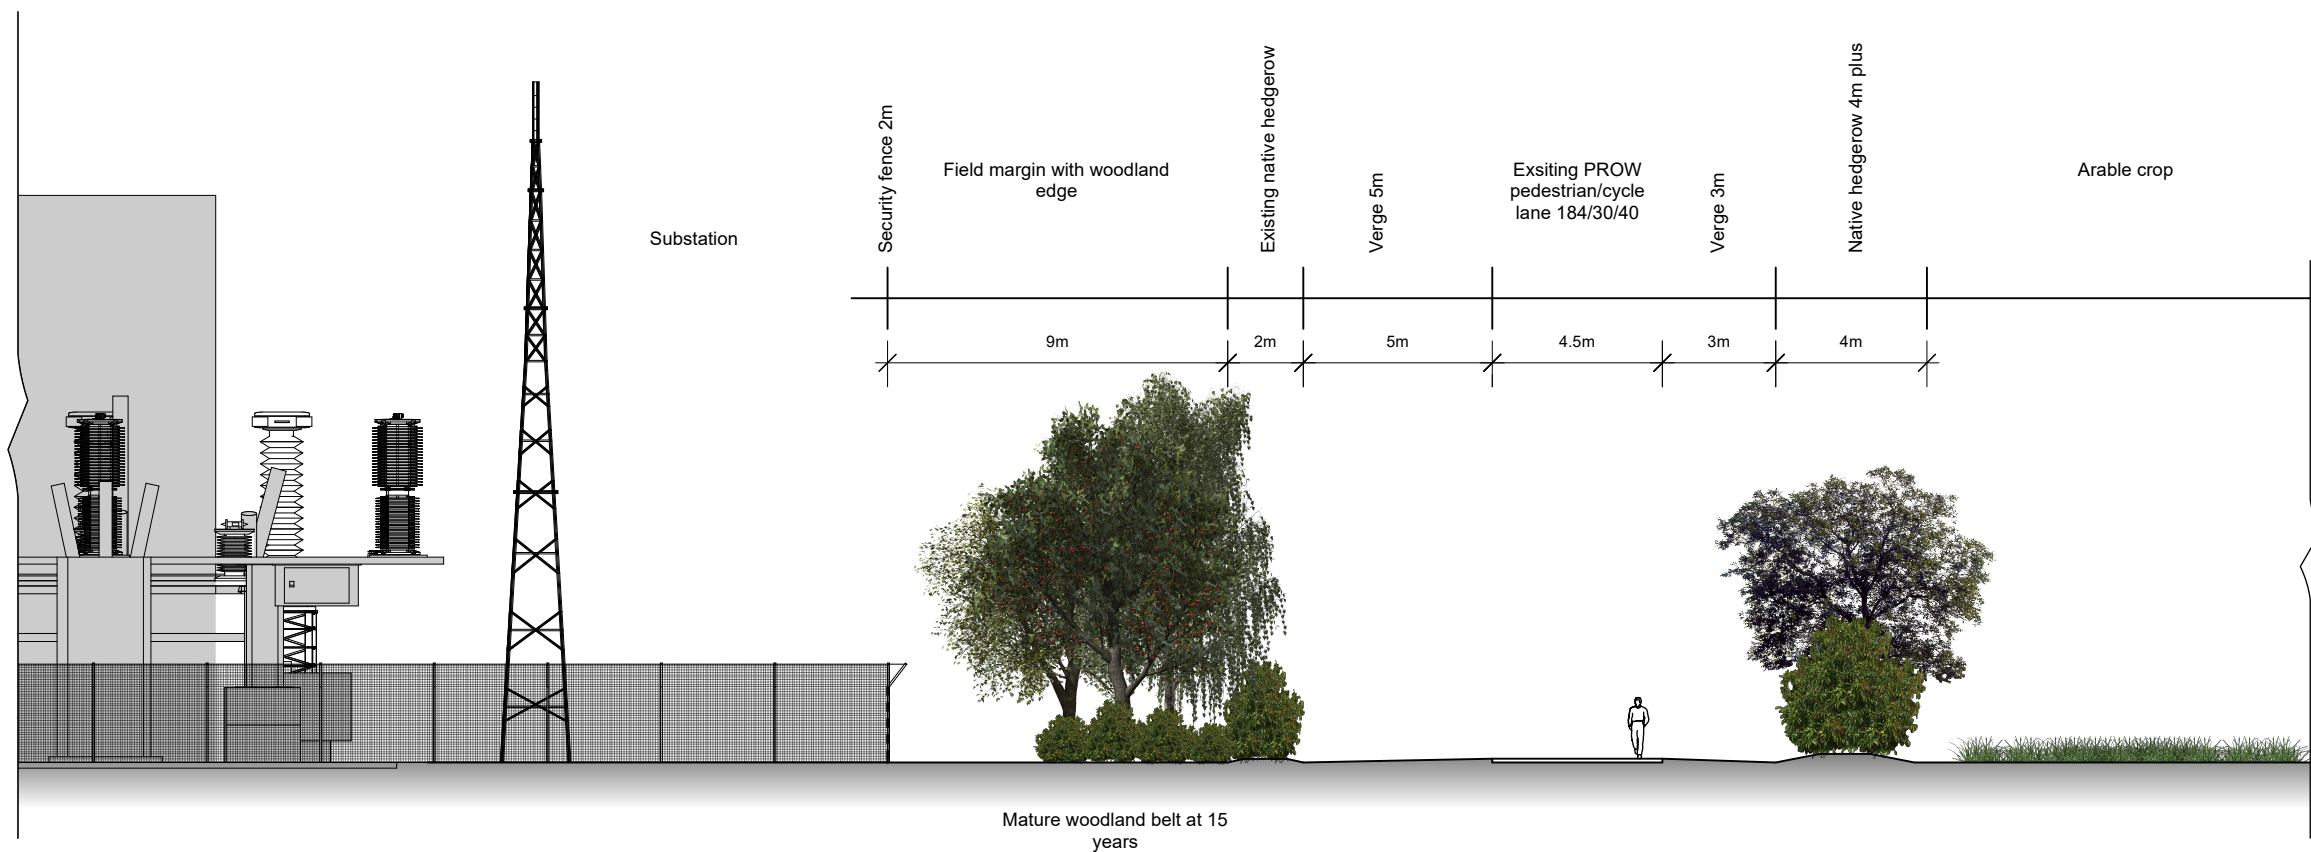 Substation
Security fence 2m
Field margin with woodland
edge
Existing native hedgerow
Verge 5m
Exsiting PROW
pedestrian/cycle
lane 184/30/40
Verge 3m
Native hedgerow 4m plus
Arable crop
9m
2m
5m
4.5m
3m
4m
Mature woodland belt at 15
years